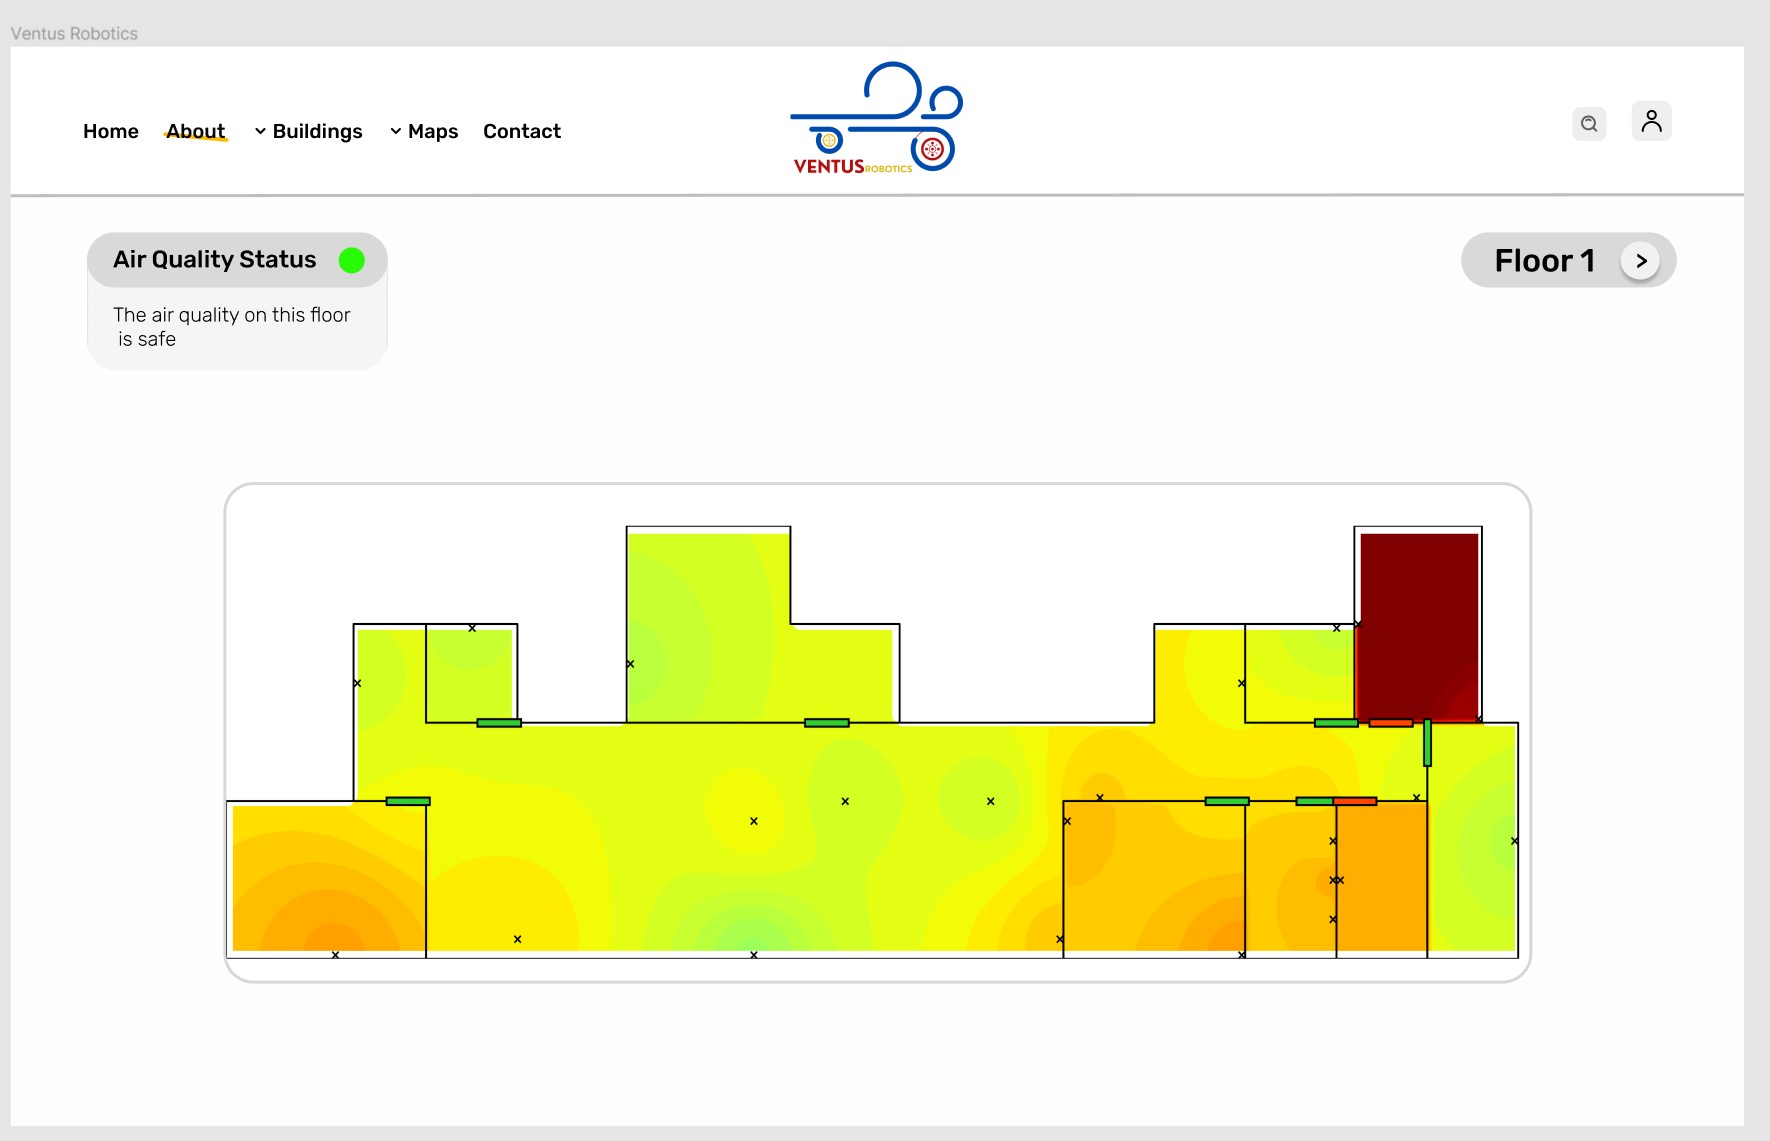 Ventus Robotics
Home About Buildings Maps Contact
VENTUS ROBOTICS
Air Quality Status
Floor 1 >
The air quality on this floor
is safe